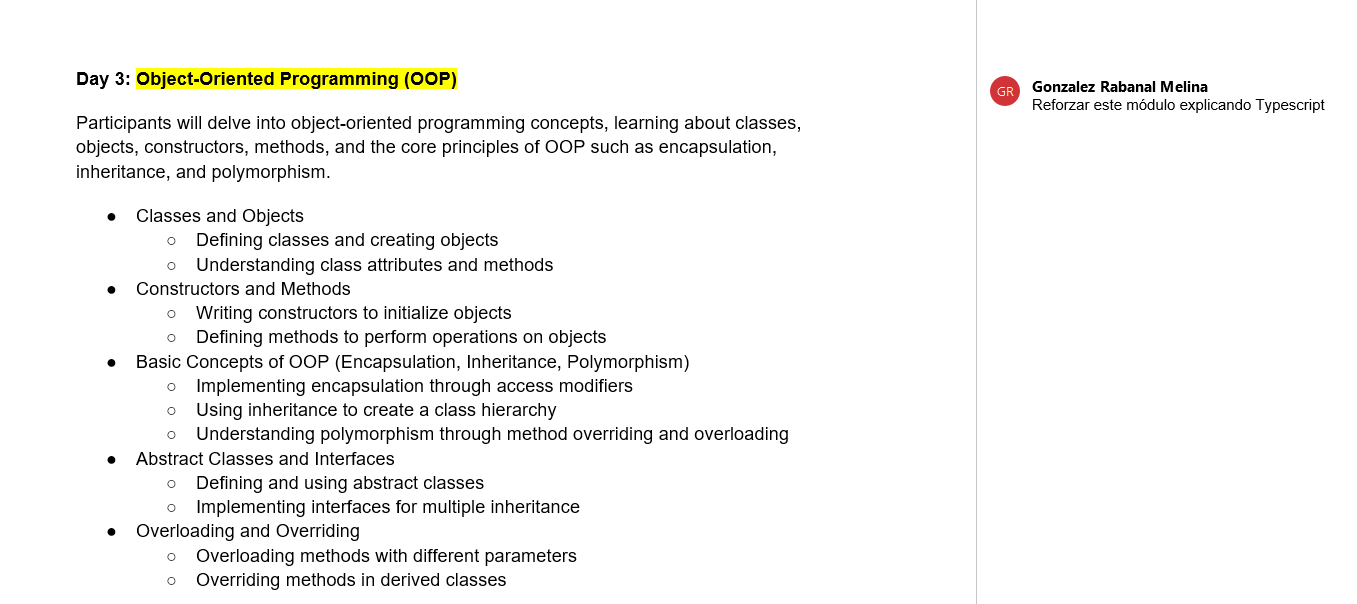 Day 3: Object-Oriented Programming (OOP)
Participants will delve into object-oriented programming concepts, learning about classes,
objects, constructors, methods, and the core principles of OOP such as encapsulation,
inheritance, and polymorphism.
● Classes and Objects
○ Defining classes and creating objects
○ Understanding class attributes and methods
● Constructors and Methods
○ Writing constructors to initialize objects
○ Defining methods to perform operations on objects
● Basic Concepts of OOP (Encapsulation, Inheritance, Polymorphism)
○ Implementing encapsulation through access modifiers
○ Using inheritance to create a class hierarchy
○ Understanding polymorphism through method overriding and overloading
● Abstract Classes and Interfaces
○ Defining and using abstract classes
○ Implementing interfaces for multiple inheritance
● Overloading and Overriding
○ Overloading methods with different parameters
○ Overriding methods in derived classes
GR
Gonzalez Rabanal Melina
Reforzar este módulo explicando Typescript